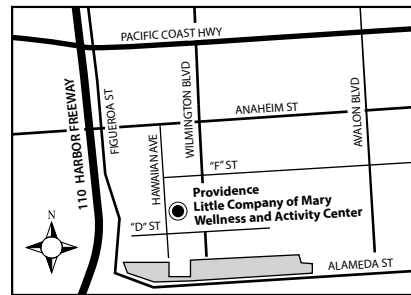 PACIFIC COAST HWY
110 HARBOR FREEWAY
FIGUEROA ST
HAWAIIAN AVE
WILMINGTON BLVD
AVALON BLVD
ANAHEIM ST
"F" ST
Providence
Little Company of Mary
Wellness and Activity Center
"D" ST
N
ALAMEDA ST